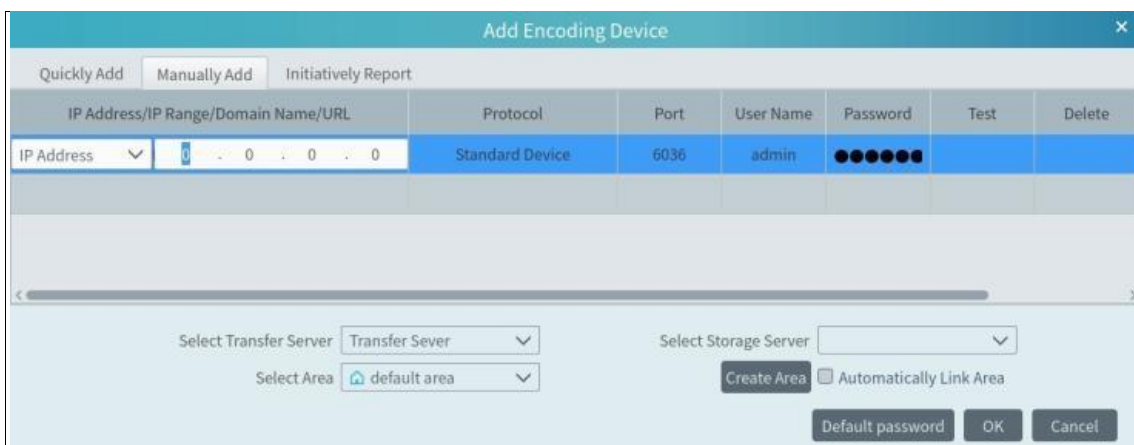 Add Encoding Device
Quickly Add Manually Add Initiatively Report
IP Address/IP Range/Domain Name/URL Protocol Port User Name Password Test Delete
IP Address 0 . 0 . 0 . 0 Standard Device 6036 admin ●●●●●●
Select Transfer Server Transfer Sever Select Storage Server
Select Area default area Create Area Automatically Link Area
Default password OK Cancel